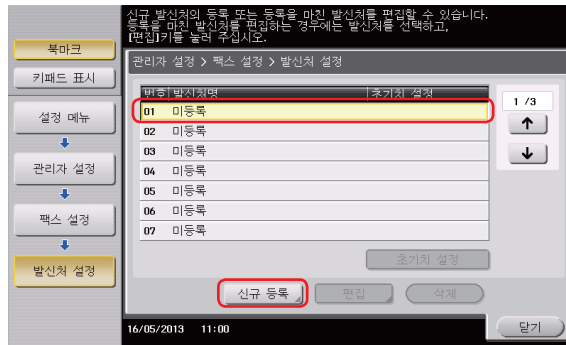 신규 발신처의 등록 또는 등록을 마친 발신처를 편집할 수 있습니다.
등록을 마친 발신처를 편집하는 경우에는 발신처를 선택하고,
[편집]키를 눌러 주십시오.
북마크
키패드 표시
설정 메뉴
관리자 설정
팩스 설정
발신처 설정
관리자 설정 > 팩스 설정 > 발신처 설정
번호 발신처명 초기치 설정
01 미등록
02 미등록
03 미등록
04 미등록
05 미등록
06 미등록
07 미등록
1 /3
↑
↓
초기치 설정
신규 등록 편집 삭제
16/05/2013 11:00
닫기